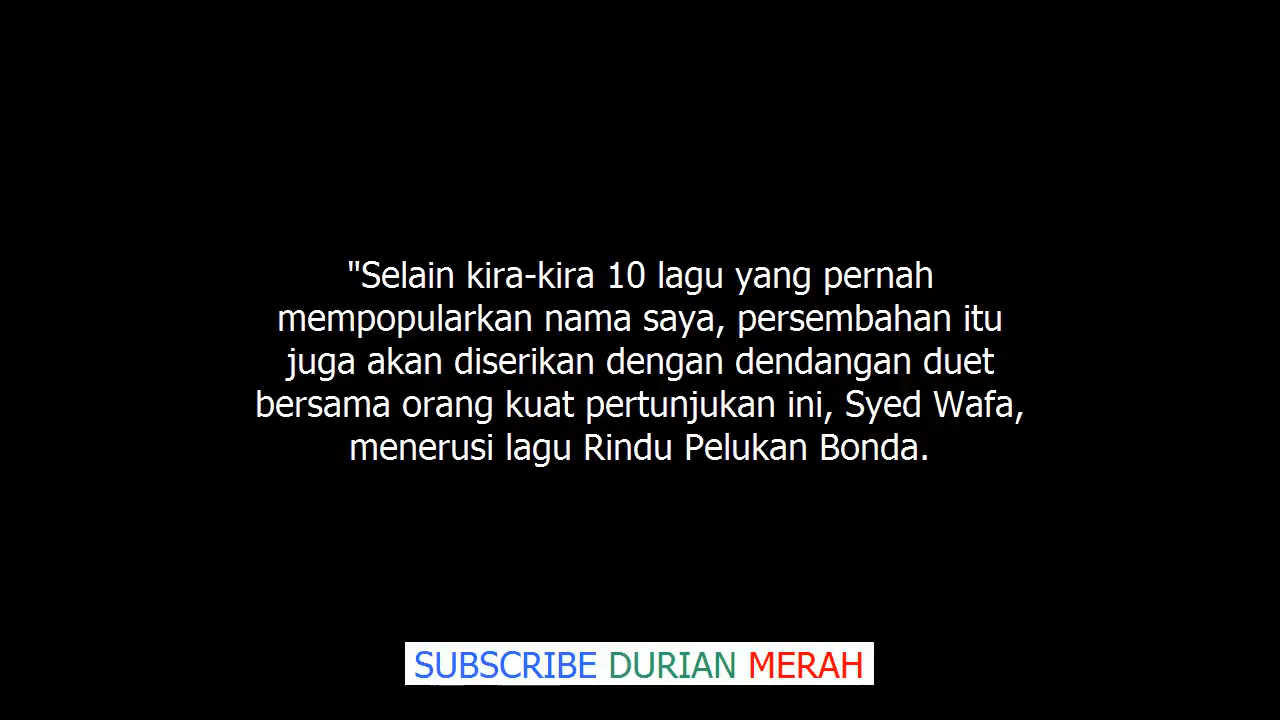 "Selain kira-kira 10 lagu yang pernah
mempopularkan nama saya, persembahan itu
juga akan diserikan dengan dendangan duet
bersama orang kuat pertunjukan ini, Syed Wafa,
menerusi lagu Rindu Pelukan Bonda.
SUBSCRIBE DURIAN MERAH